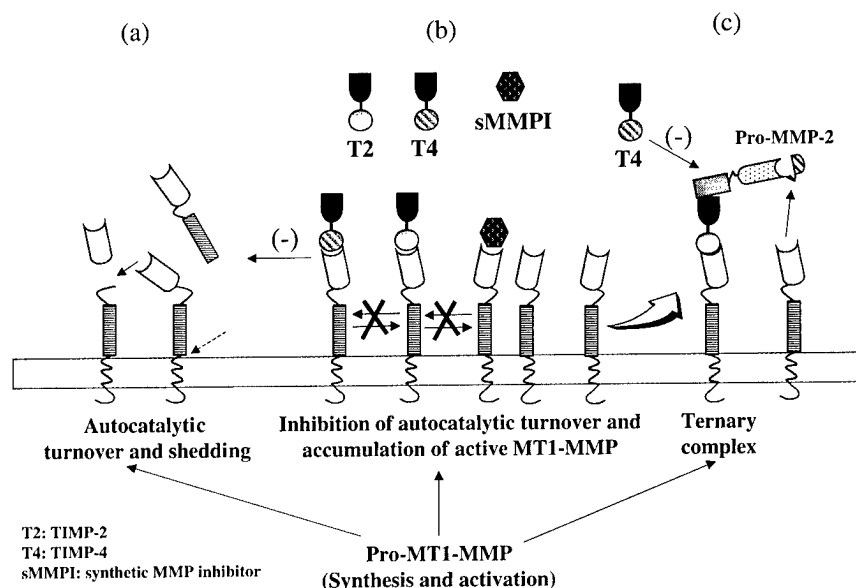 (a)
(b)
(c)
T2
T4
sMMPI
T4
(-)
Pro-MMP-2
(-)
Autocatalytic
turnover and shedding
Inhibition of autocatalytic turnover and
accumulation of active MT1-MMP
Ternary
complex
T2: TIMP-2
T4: TIMP-4
sMMPI: synthetic MMP inhibitor
Pro-MT1-MMP
(Synthesis and activation)